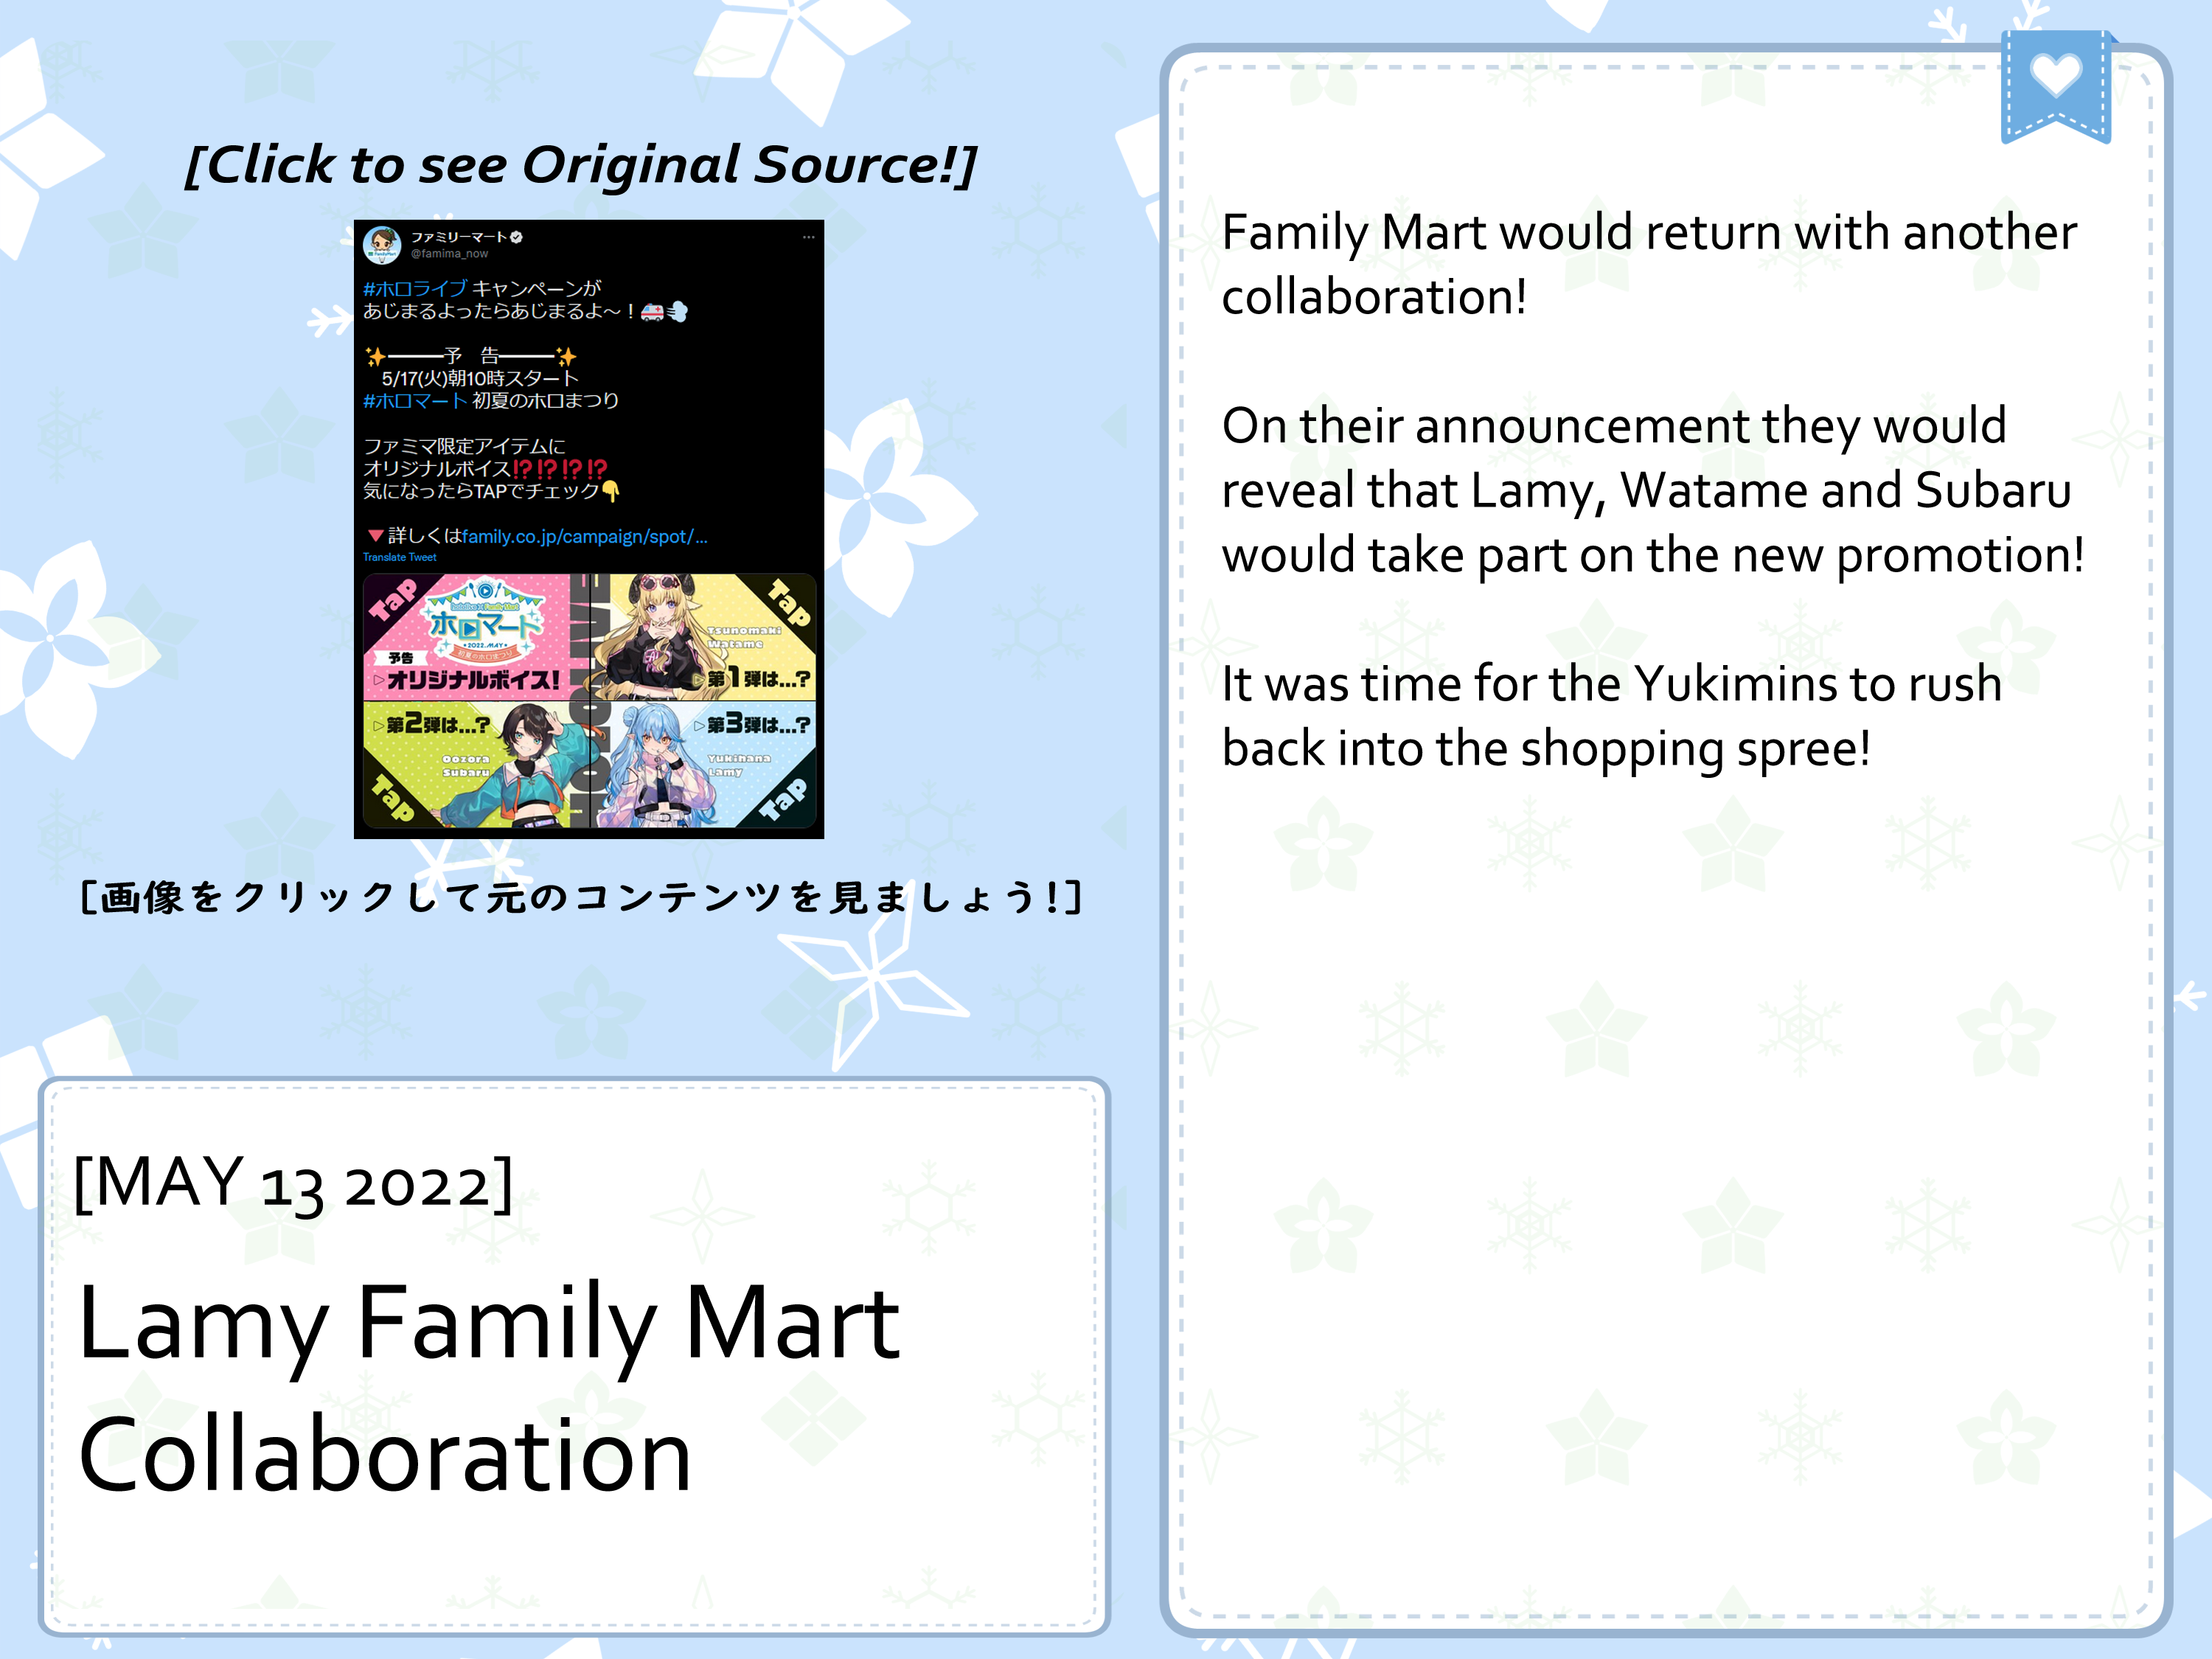 [Click to see Original Source!]
ファミリーマート
@famima_now
#ホロライブ キャンペーンが
あじまるよったらあじまるよ～！🚑💨
✨━━━予　告━━━✨
5/17(火)朝10時スタート
#ホロマート 初夏のホロまつり
ファミマ限定アイテムに
オリジナルボイス⁉️⁉️⁉️⁉️
気になったらTAPでチェック👇
▼詳しくはfamily.co.jp/campaign/spot/...
Translate Tweet
Tap
ホロマート
2022.MAY
初夏のホロまつり
予告
オリジナルボイス!
Tap
Tsunomaki
Watame
第1弾は...?
第2弾は...?
Oozora
Subaru
Tap
第3弾は...?
Yukihana
Lamy
Tap
[画像をクリックして元のコンテンツを見ましょう!]
[MAY 13 2022]
Lamy Family Mart
Collaboration
Family Mart would return with another
collaboration!
On their announcement they would
reveal that Lamy, Watame and Subaru
would take part on the new promotion!
It was time for the Yukimins to rush
back into the shopping spree!